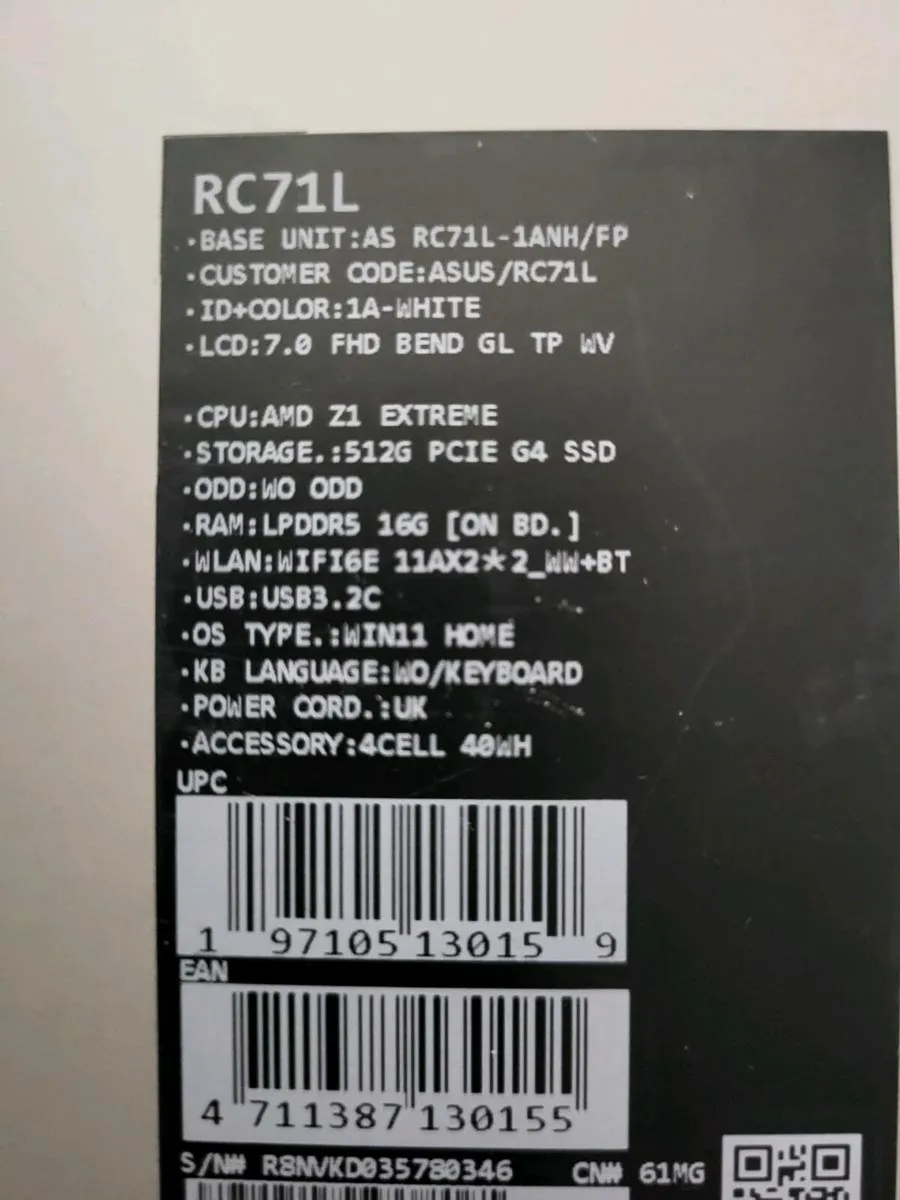 RC71L
·BASE UNIT:AS RC71L-1ANH/FP
·CUSTOMER CODE:ASUS/RC71L
·ID+COLOR:1A-WHITE
·LCD:7.0 FHD BEND GL TP WV
·CPU:AMD Z1 EXTREME
·STORAGE.:512G PCIE G4 SSD
·ODD:WO ODD
·RAM:LPDDR5 16G [ON BD.]
·WLAN:WIFI6E 11AX2*2_WW+BT
·USB:USB3.2C
·OS TYPE.:WIN11 HOME
·KB LANGUAGE:WO/KEYBOARD
·POWER CORD.:UK
·ACCESSORY:4CELL 40WH
UPC
1 97105 13015 9
EAN
4 711387 130155
S/N# R8NVKD035780346 CN# 61MG